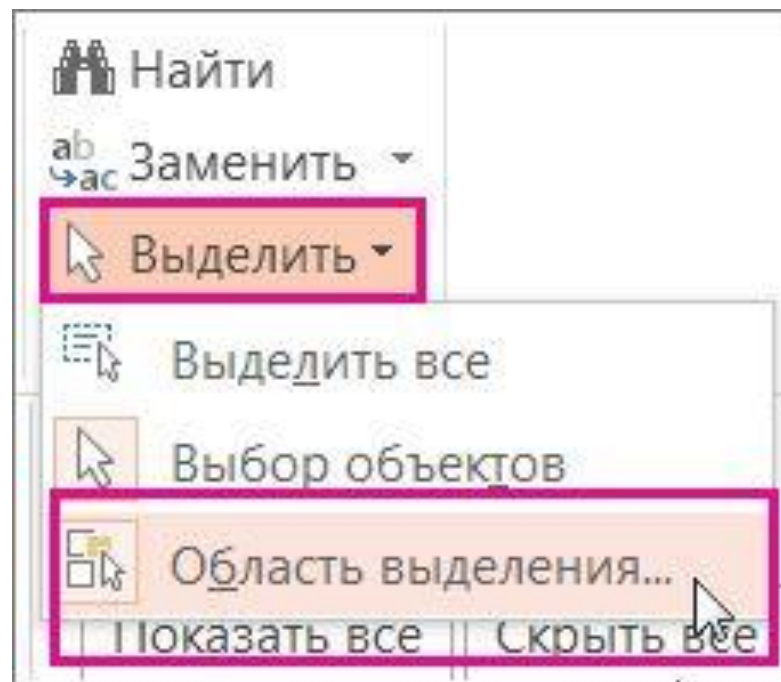 Найти
ab
ac Заменить
Выделить
Выделить все
Выбор объектов
Область выделения...
Показать все Скрыть все